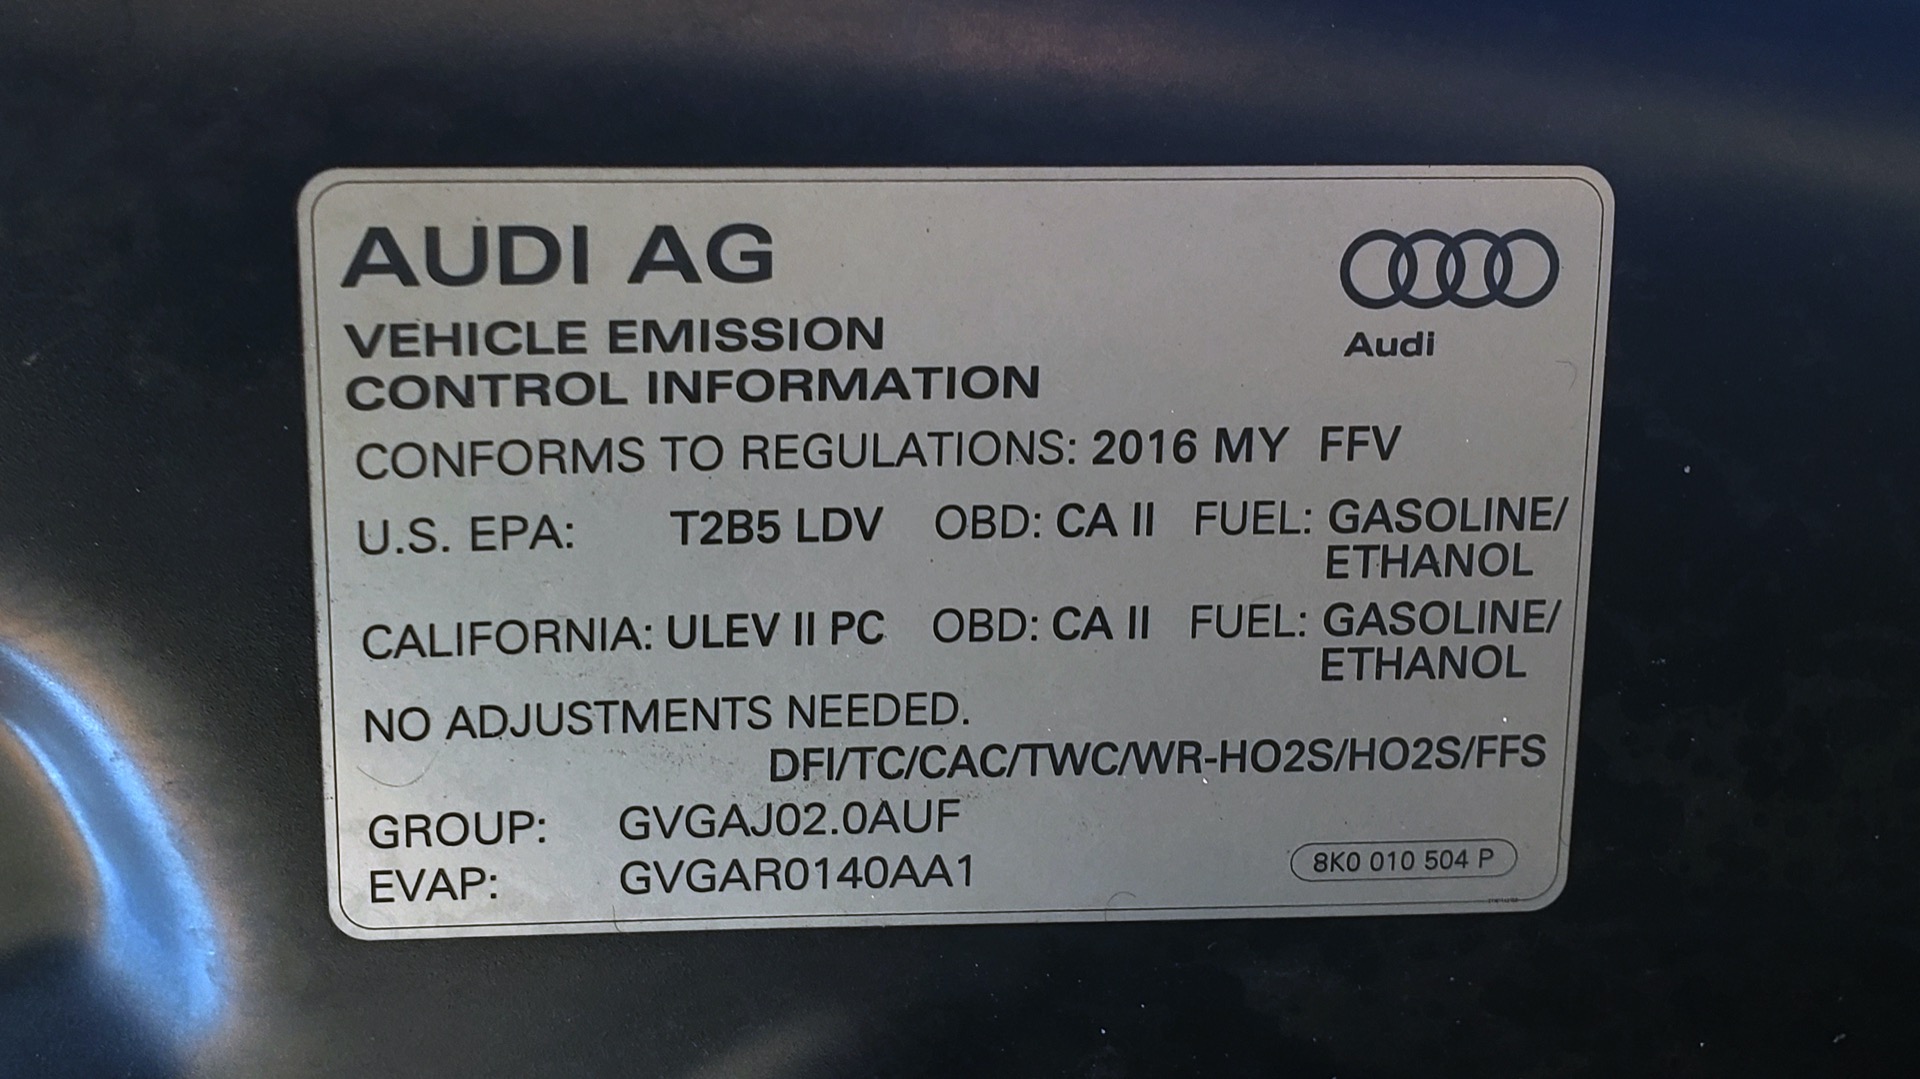 AUDI AG
Audi
VEHICLE EMISSION
CONTROL INFORMATION
CONFORMS TO REGULATIONS: 2016 MY FFV
U.S. EPA: T2B5 LDV OBD: CA II FUEL: GASOLINE/
ETHANOL
CALIFORNIA: ULEV II PC OBD: CA II FUEL: GASOLINE/
ETHANOL
NO ADJUSTMENTS NEEDED.
DFI/TC/CAC/TWC/WR-HO2S/HO2S/FFS
GROUP: GVGAJ02.0AUF
EVAP: GVGAR0140AA1
8K0 010 504 P